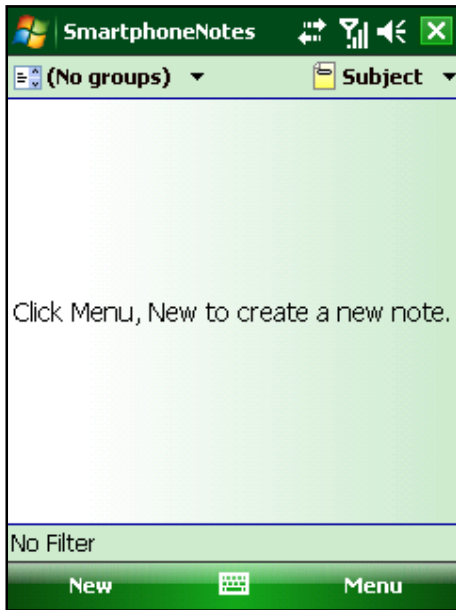 SmartphoneNotes
(No groups) Subject
Click Menu, New to create a new note.
No Filter
New Menu